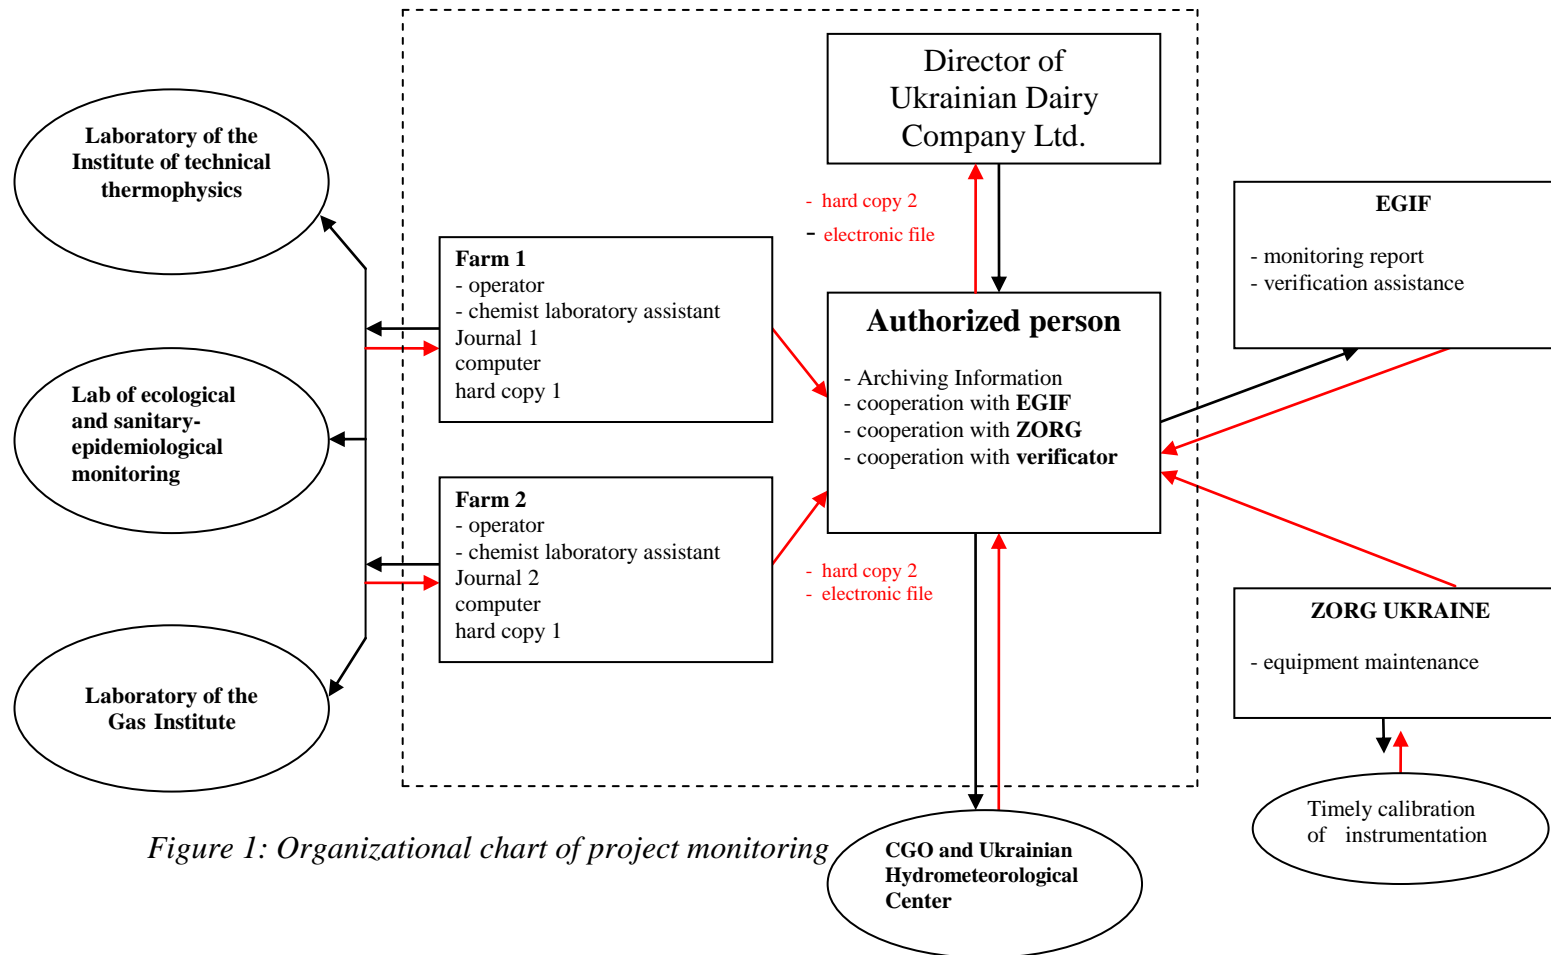 Director of
Ukrainian Dairy
Company Ltd.
Laboratory of the
Institute of technical
thermophysics
- hard copy 2
- electronic file
EGIF
- monitoring report
- verification assistance
Farm 1
- operator
- chemist laboratory assistant
Journal 1
computer
hard copy 1
Authorized person
- Archiving Information
- cooperation with EGIF
- cooperation with ZORG
- cooperation with verificator
Lab of ecological
and sanitary-
epidemiological
monitoring
Farm 2
- operator
- chemist laboratory assistant
Journal 2
computer
hard copy 1
- hard copy 2
- electronic file
ZORG UKRAINE
- equipment maintenance
Laboratory of the
Gas Institute
Timely calibration
of instrumentation
Figure 1: Organizational chart of project monitoring
CGO and Ukrainian
Hydrometeorological
Center